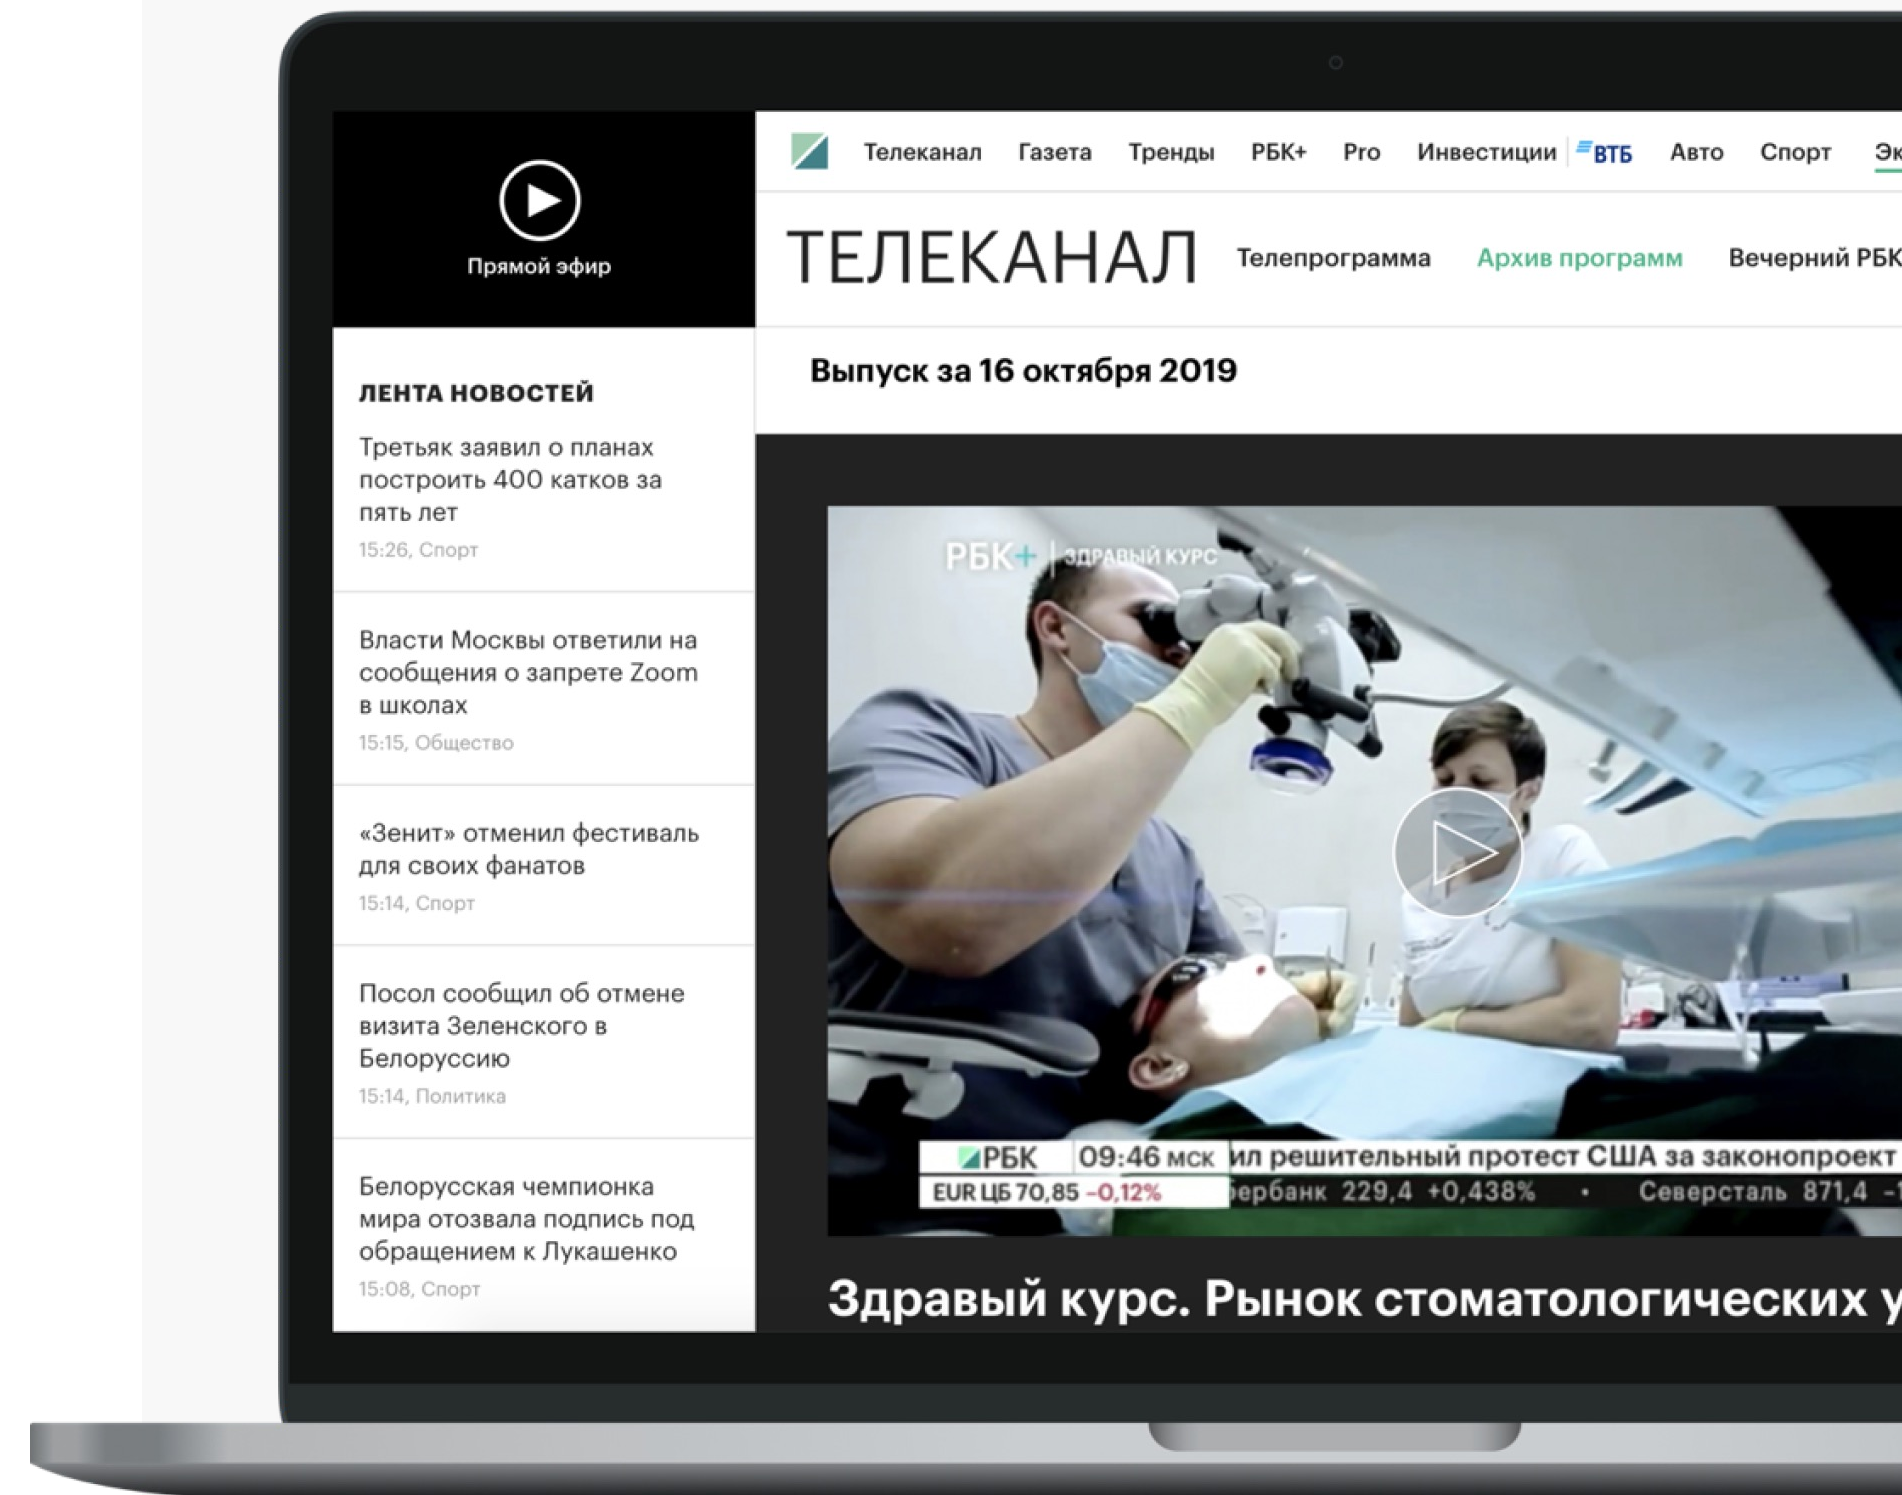 Телеканал Газета Тренды РБК+ Pro Инвестиции ВТБ Авто Спорт
Прямой эфир
ТЕЛЕКАНАЛ Телепрограмма Архив программ Вечерний РБК
Выпуск за 16 октября 2019
ЛЕНТА НОВОСТЕЙ
Третьяк заявил о планах
построить 400 катков за
пять лет
15:26, Спорт
Власти Москвы ответили на
сообщения о запрете Zoom
в школах
15:15, Общество
«Зенит» отменил фестиваль
для своих фанатов
15:14, Спорт
Посол сообщил об отмене
визита Зеленского в
Белоруссию
15:14, Политика
Белорусская чемпионка
мира отозвала подпись под
обращением к Лукашенко
15:08, Спорт
РБК+ | ЗДРАВЫЙ КУРС
РБК 09:46 МСК ил решительный протест США за законопроект
EUR ЦБ 70,85 -0,12% ербанк 229,4 +0,438% • Северсталь 871,4
Здравый курс. Рынок стоматологических у